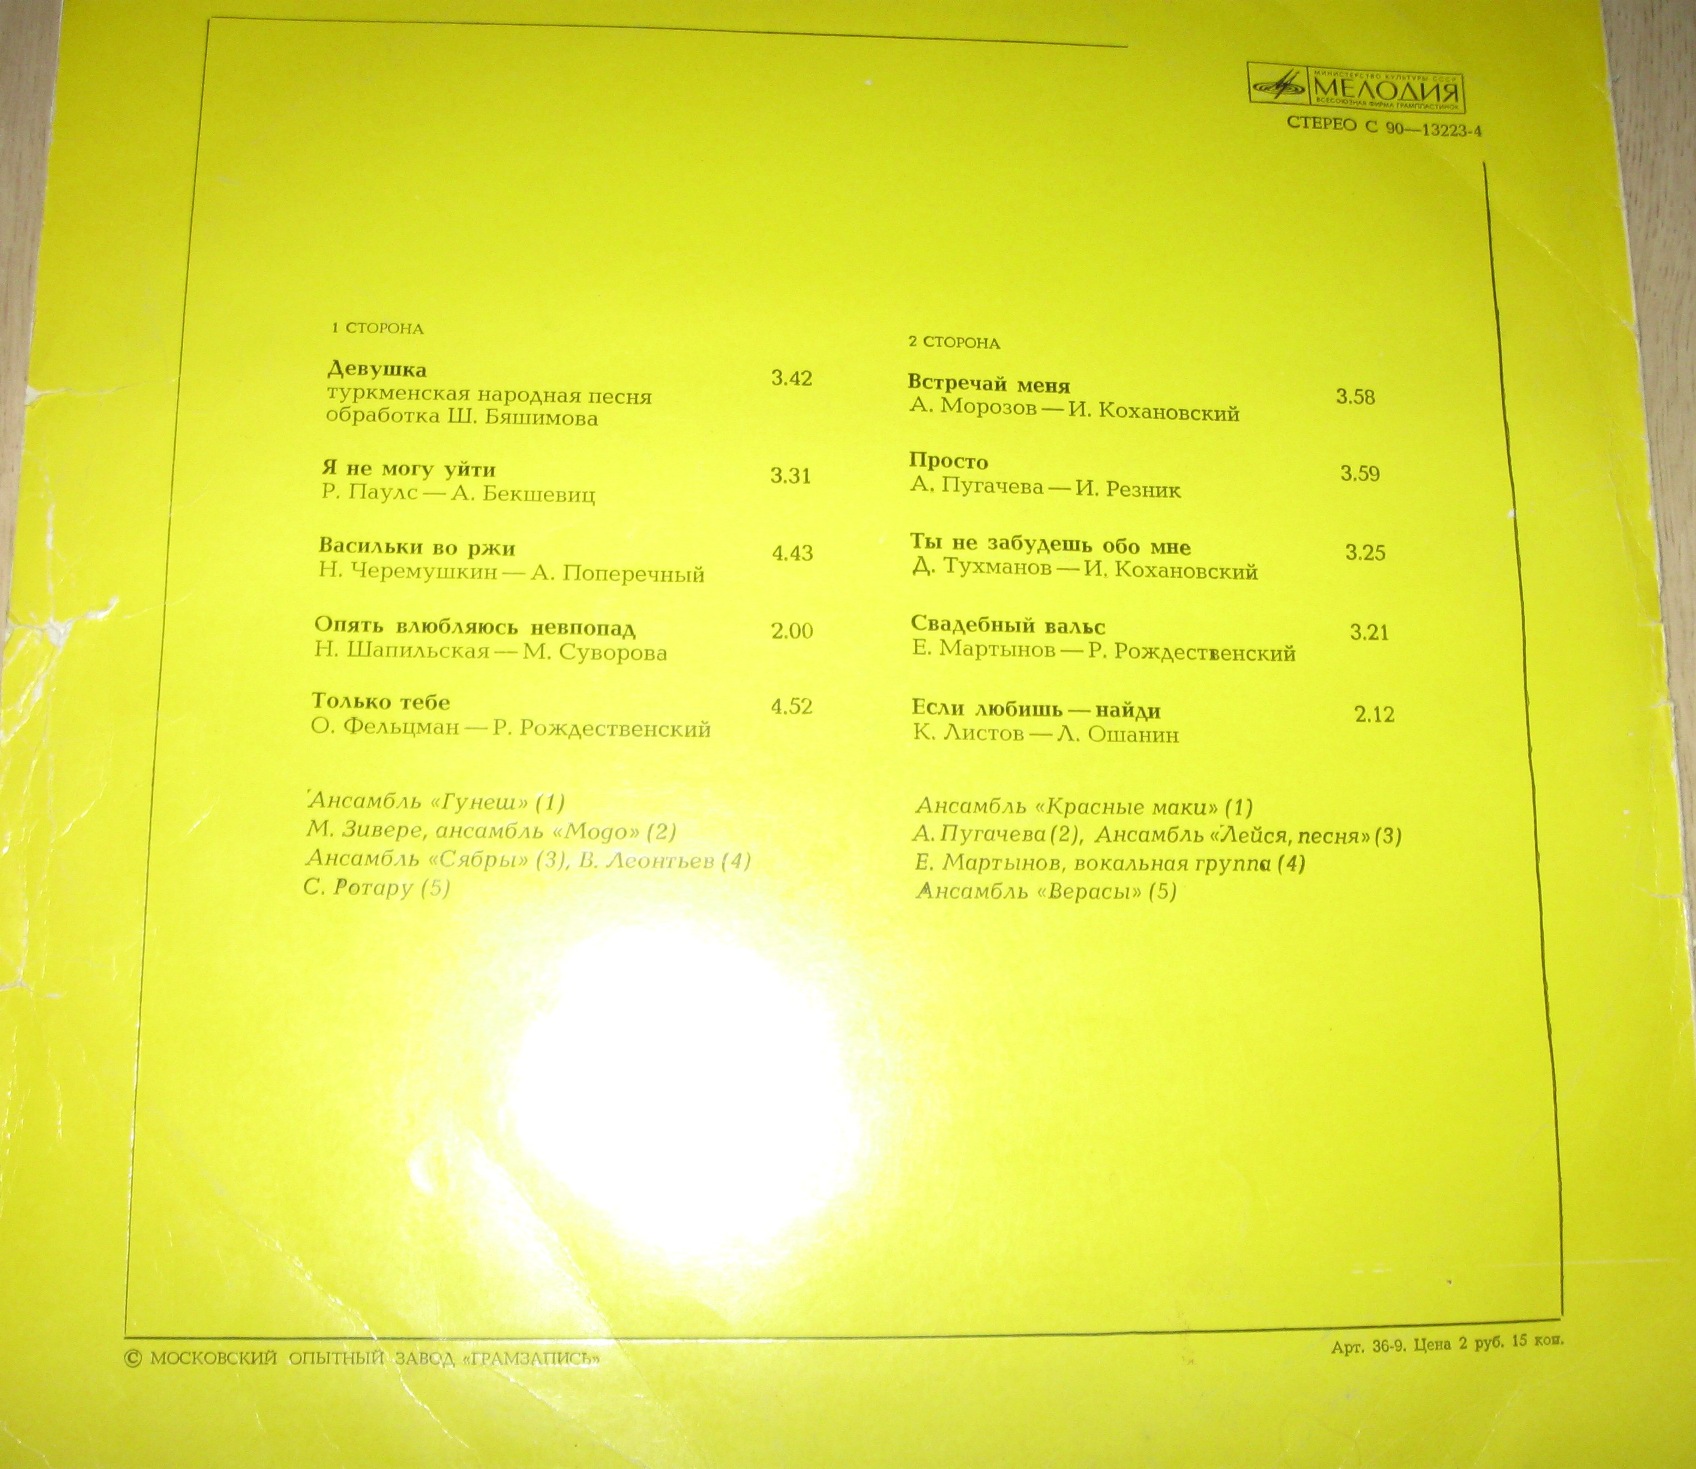 МИНИСТЕРСТВО КУЛЬТУРЫ СССР
МЕЛОДИЯ
ВСЕСОЮЗНАЯ ФИРМА ГРАМПЛАСТИНОК
СТЕРЕО С 90—13223-4
1 СТОРОНА
Девушка 3.42
туркменская народная песня
обработка Ш. Бяшимова
Я не могу уйти 3.31
Р. Паулс — А. Бекшевиц
Васильки во ржи 4.43
Н. Черемушкин — А. Поперечный
Опять влюбляюсь невпопад 2.00
Н. Шапильская — М. Суворова
Только тебе 4.52
О. Фельцман — Р. Рождественский
Ансамбль «Гунеш» (1)
М. Зивере, ансамбль «Модо» (2)
Ансамбль «Сябры» (3), В. Леонтьев (4)
С. Ротару (5)
2 СТОРОНА
Встречай меня 3.58
А. Морозов — И. Кохановский
Просто 3.59
А. Пугачева — И. Резник
Ты не забудешь обо мне 3.25
Д. Тухманов — И. Кохановский
Свадебный вальс 3.21
Е. Мартынов — Р. Рождественский
Если любишь — найди 2.12
К. Листов — Л. Ошанин
Ансамбль «Красные маки» (1)
А. Пугачева (2), Ансамбль «Лейся, песня» (3)
Е. Мартынов, вокальная группа (4)
Ансамбль «Верасы» (5)
© МОСКОВСКИЙ ОПЫТНЫЙ ЗАВОД «ГРАМЗАПИСЬ»
Арт. 36-9. Цена 2 руб. 15 коп.